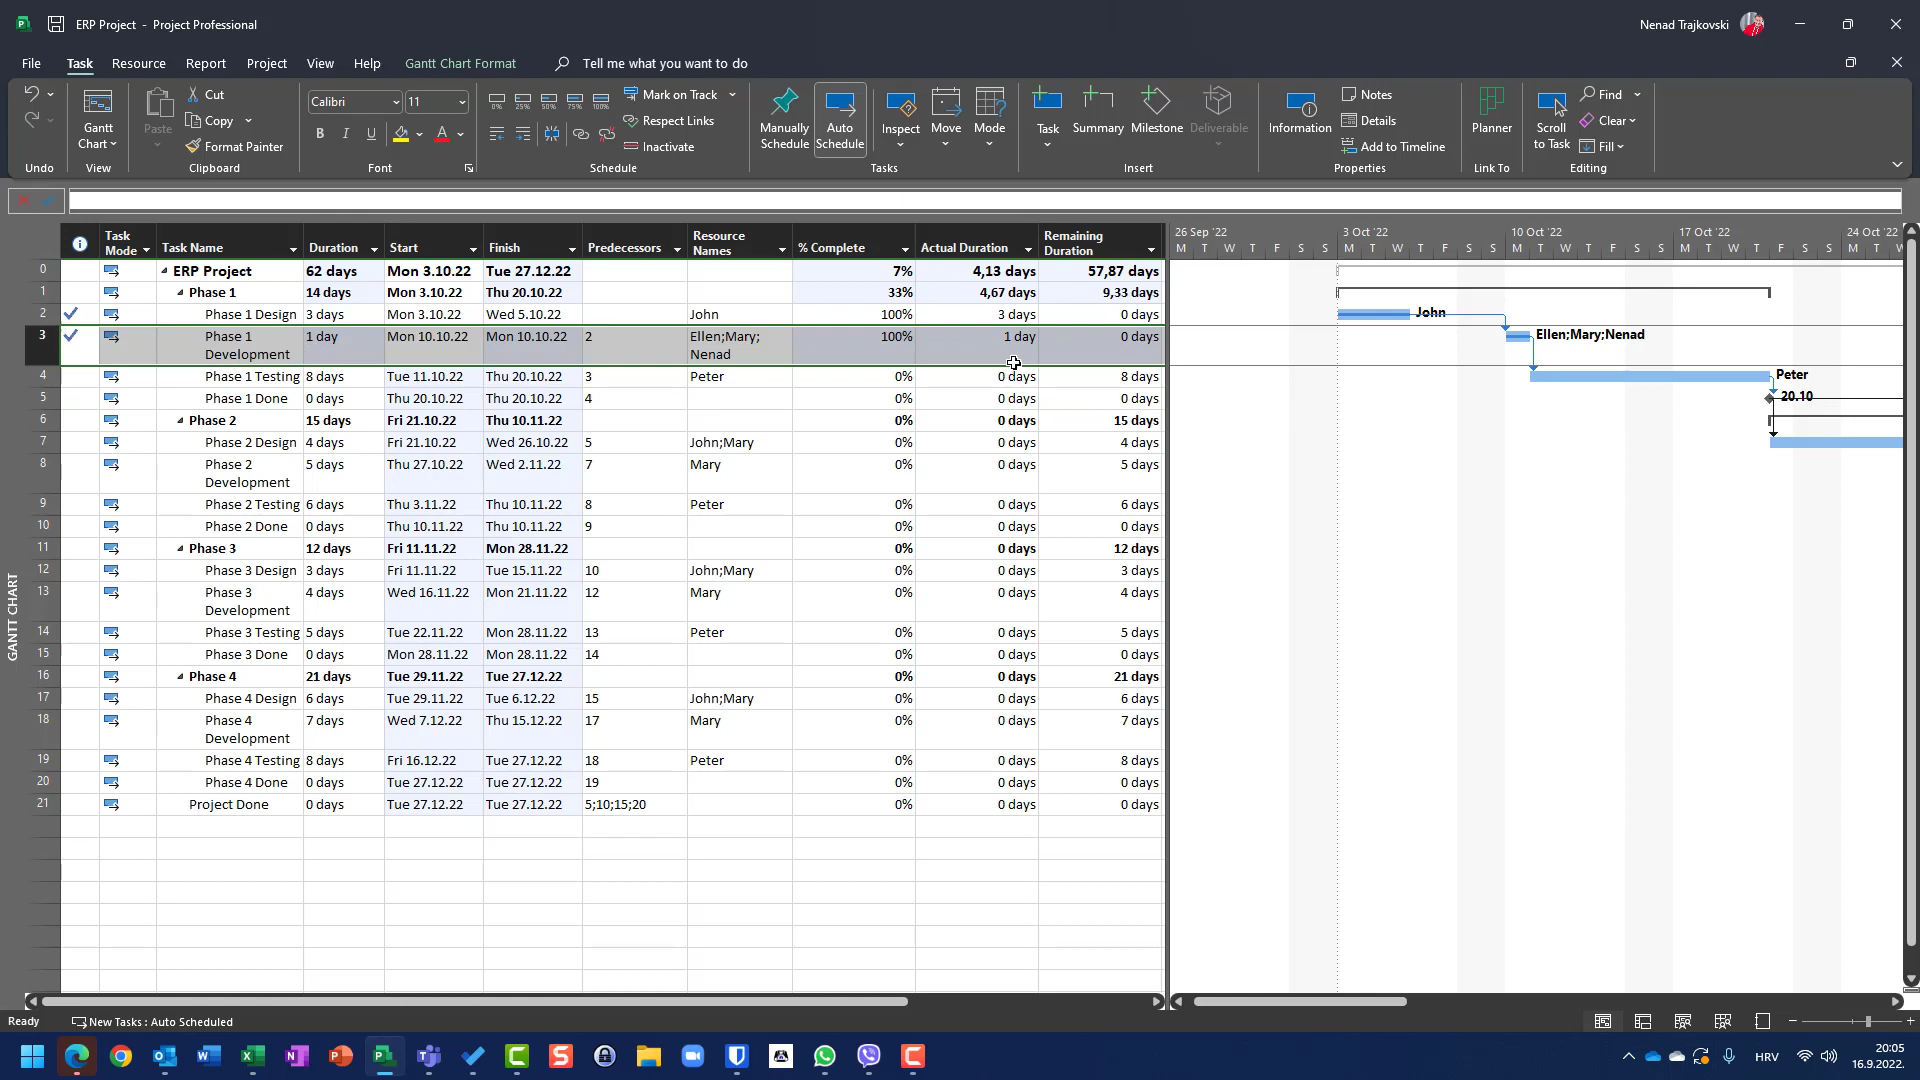 ERP Project - Project Professional
Nenad Trajkovski
File Task Resource Report Project View Help Gantt Chart Format Tell me what you want to do
Gantt Chart
Paste
Cut
Copy
Format Painter
Calibri 11
B I U A
0% 25% 50% 75% 100%
Mark on Track
Respect Links
Inactivate
Manually Schedule
Auto Schedule
Inspect
Move
Mode
Task
Summary
Milestone
Deliverable
Information
Notes
Details
Add to Timeline
Planner
Scroll to Task
Find
Clear
Fill
Undo View Clipboard Font Schedule Tasks Insert Properties Link To Editing
Task Mode Task Name Duration Start Finish Predecessors Resource Names % Complete Actual Duration Remaining Duration
0 ERP Project 62 days Mon 3.10.22 Tue 27.12.22 7% 4,13 days 57,87 days
1 Phase 1 14 days Mon 3.10.22 Thu 20.10.22 33% 4,67 days 9,33 days
2 Phase 1 Design 3 days Mon 3.10.22 Wed 5.10.22 John 100% 3 days 0 days
3 Phase 1 Development 1 day Mon 10.10.22 Mon 10.10.22 2 Ellen;Mary;Nenad 100% 1 day 0 days
4 Phase 1 Testing 8 days Tue 11.10.22 Thu 20.10.22 3 Peter 0% 0 days 8 days
5 Phase 1 Done 0 days Thu 20.10.22 Thu 20.10.22 4 0% 0 days 0 days
6 Phase 2 15 days Fri 21.10.22 Thu 10.11.22 0% 0 days 15 days
7 Phase 2 Design 4 days Fri 21.10.22 Wed 26.10.22 5 John;Mary 0% 0 days 4 days
8 Phase 2 Development 5 days Thu 27.10.22 Wed 2.11.22 7 Mary 0% 0 days 5 days
9 Phase 2 Testing 6 days Thu 3.11.22 Thu 10.11.22 8 Peter 0% 0 days 6 days
10 Phase 2 Done 0 days Thu 10.11.22 Thu 10.11.22 9 0% 0 days 0 days
11 Phase 3 12 days Fri 11.11.22 Mon 28.11.22 0% 0 days 12 days
12 Phase 3 Design 3 days Fri 11.11.22 Tue 15.11.22 10 John;Mary 0% 0 days 3 days
13 Phase 3 Development 4 days Wed 16.11.22 Mon 21.11.22 12 Mary 0% 0 days 4 days
14 Phase 3 Testing 5 days Tue 22.11.22 Mon 28.11.22 13 Peter 0% 0 days 5 days
15 Phase 3 Done 0 days Mon 28.11.22 Mon 28.11.22 14 0% 0 days 0 days
16 Phase 4 21 days Tue 29.11.22 Tue 27.12.22 0% 0 days 21 days
17 Phase 4 Design 6 days Tue 29.11.22 Tue 6.12.22 15 John;Mary 0% 0 days 6 days
18 Phase 4 Development 7 days Wed 7.12.22 Thu 15.12.22 17 Mary 0% 0 days 7 days
19 Phase 4 Testing 8 days Fri 16.12.22 Tue 27.12.22 18 Peter 0% 0 days 8 days
20 Phase 4 Done 0 days Tue 27.12.22 Tue 27.12.22 19 0% 0 days 0 days
21 Project Done 0 days Tue 27.12.22 Tue 27.12.22 5;10;15;20 0% 0 days 0 days
26 Sep '22 3 Oct '22 10 Oct '22 17 Oct '22 24 Oct '22
M T W T F S S M T W T F S S M T W T F S S M T W T F S S M T W
John
Ellen;Mary;Nenad
Peter
20.10
GANTT CHART
Ready New Tasks : Auto Scheduled
HRV
20:05
16.9.2022.